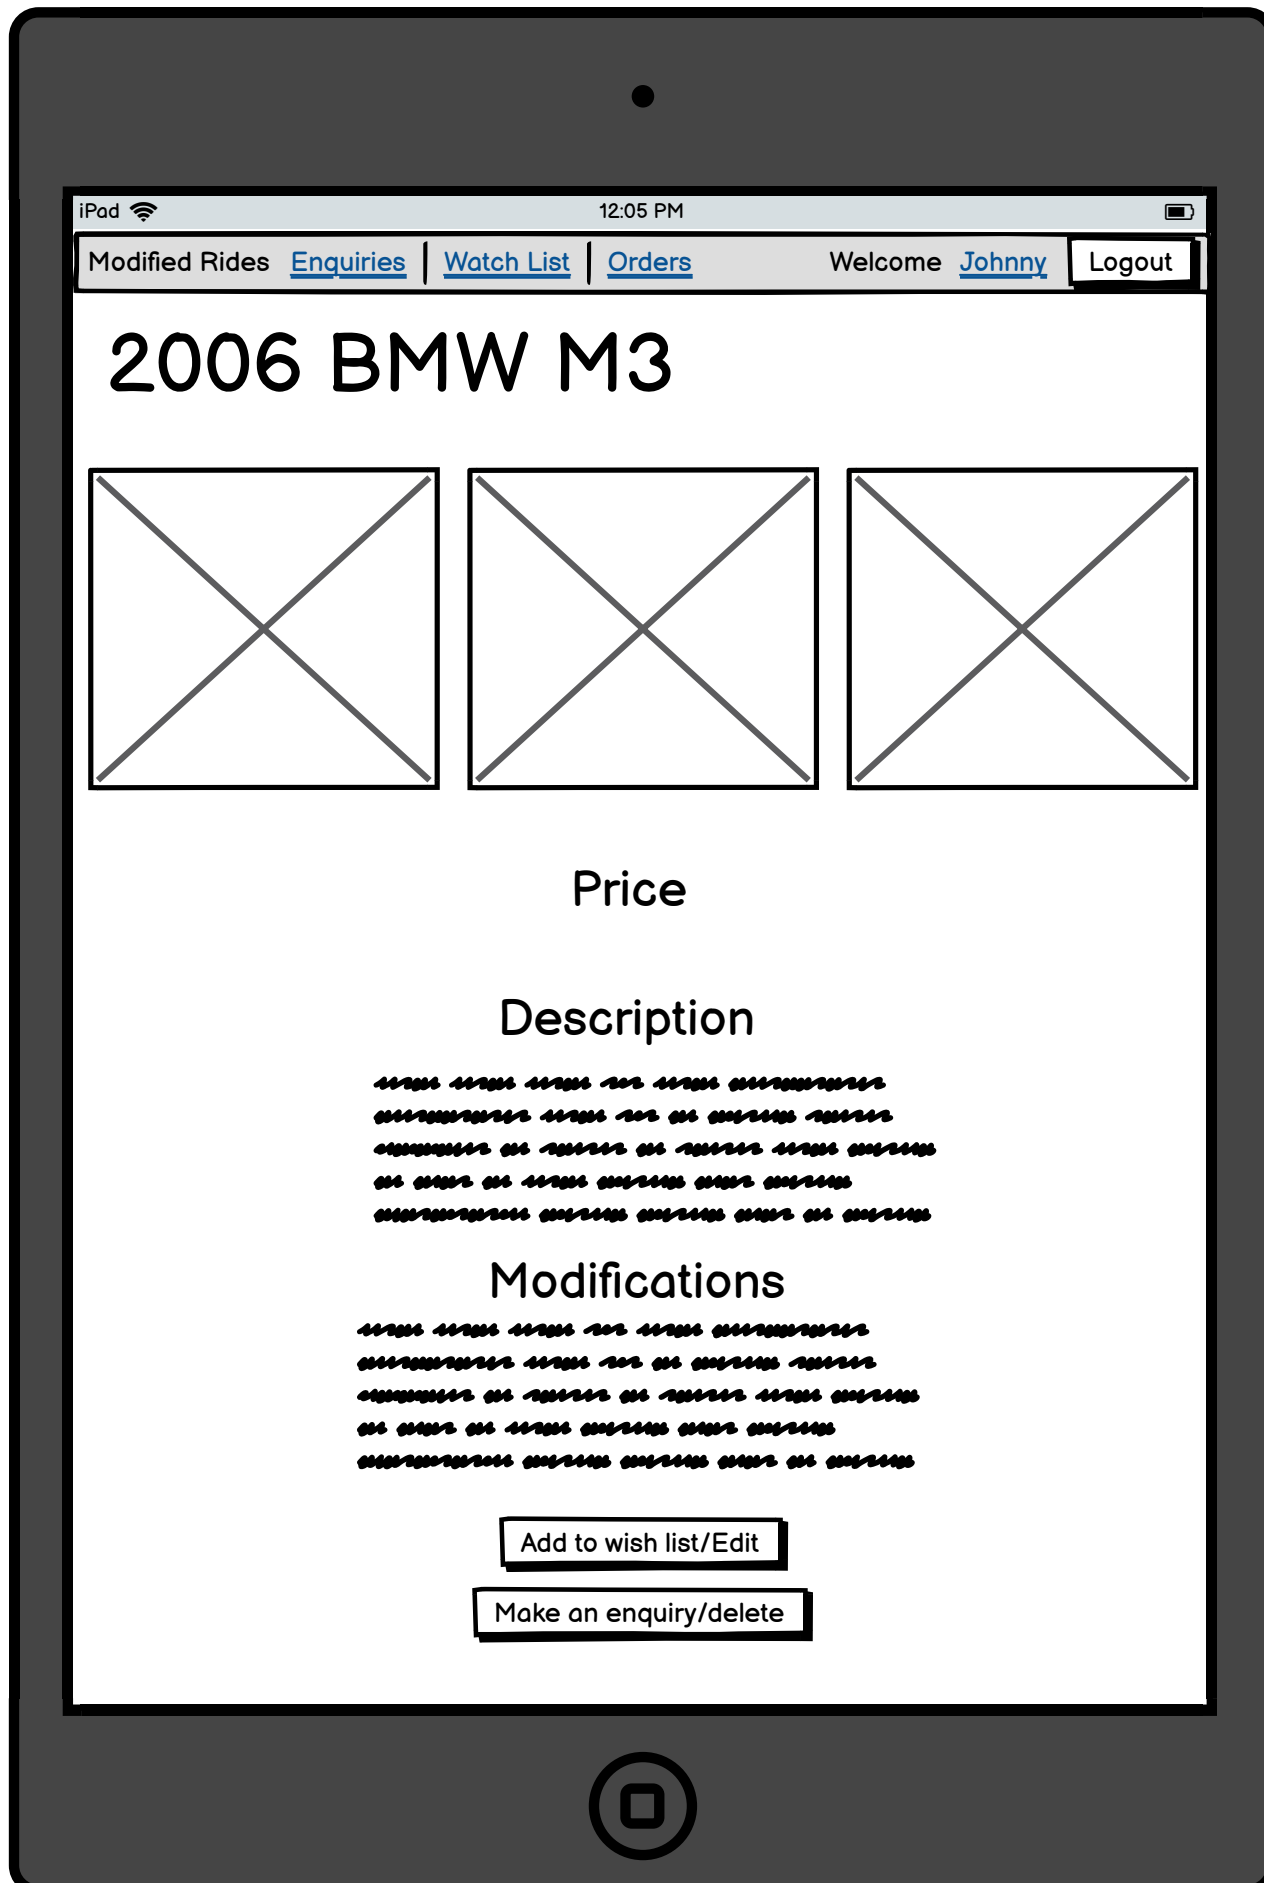 iPad 12:05 PM
Modified Rides Enquiries Watch List Orders Welcome Johnny Logout
2006 BMW M3
Price
Description
Modifications
Add to wish list/Edit
Make an enquiry/delete